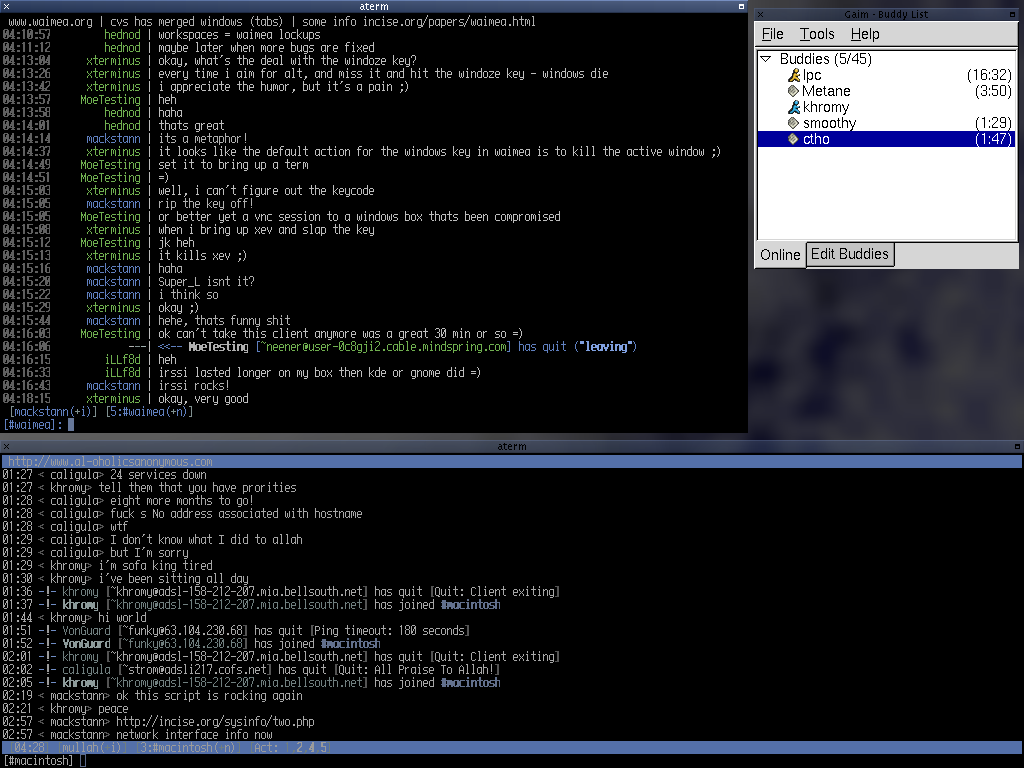 aterm
www.waimea.org | cvs has merged windows (tabs) | some info incise.org/papers/waimea.html
04:10:57 hednod | workspaces = waimea lockups
04:11:12 hednod | maybe later when more bugs are fixed
04:13:04 xterminus | okay, what's the deal with the windoze key?
04:13:26 xterminus | every time i aim for alt, and miss it and hit the windoze key - windows die
04:13:42 xterminus | i appreciate the humor, but it's a pain ;)
04:13:57 MoeTesting | heh
04:13:58 hednod | haha
04:14:01 hednod | thats great
04:14:14 mackstann | its a metaphor!
04:14:37 xterminus | it looks like the default action for the windows key in waimea is to kill the active window ;)
04:14:49 MoeTesting | set it to bring up a term
04:14:51 MoeTesting | =)
04:15:03 xterminus | well, i can't figure out the keycode
04:15:05 mackstann | rip the key off!
04:15:05 MoeTesting | or better yet a vnc session to a windows box thats been compromised
04:15:08 xterminus | when i bring up xev and slap the key
04:15:12 MoeTesting | jk heh
04:15:13 xterminus | it kills xev ;)
04:15:16 mackstann | haha
04:15:20 mackstann | Super_L isnt it?
04:15:22 mackstann | i think so
04:15:29 xterminus | okay ;)
04:15:44 mackstann | hehe, thats funny shit
04:16:03 MoeTesting | ok can't take this client anymore was a great 30 min or so =)
04:16:06 ---| <<-- MoeTesting [~neener@user-0c8gji2.cable.mindspring.com] has quit ("leaving")
04:16:15 iLLf8d | heh
04:16:33 iLLf8d | irssi lasted longer on my box then kde or gnome did =)
04:16:43 mackstann | irssi rocks!
04:18:15 xterminus | okay, very good
[mackstann(+i)] [5:#waimea(+n)]
[#waimea]:
Gaim - Buddy List
File Tools Help
Buddies (5/45)
lpc (16:32)
Metane (3:50)
khromy
smoothy (1:29)
ctho (1:47)
Online Edit Buddies
aterm
http://www.al-oholicsanonymous.com
01:27 < caligula> 24 services down
01:27 < khromy> tell them that you have prorities
01:28 < caligula> eight more months to go!
01:28 < caligula> fuck s No address associated with hostname
01:28 < caligula> wtf
01:29 < caligula> I don't know what I did to allah
01:29 < caligula> but I'm sorry
01:29 < khromy> i'm sofa king tired
01:30 < khromy> i've been sitting all day
01:36 -!- khromy [~khromy@adsl-158-212-207.mia.bellsouth.net] has quit [Quit: Client exiting]
01:37 -!- khromy [~khromy@adsl-158-212-207.mia.bellsouth.net] has joined #macintosh
01:44 < khromy> hi world
01:51 -!- VonGuard [~funky@63.104.230.68] has quit [Ping timeout: 180 seconds]
01:52 -!- VonGuard [~funky@63.104.230.68] has joined #macintosh
02:01 -!- khromy [~khromy@adsl-158-212-207.mia.bellsouth.net] has quit [Quit: Client exiting]
02:02 -!- caligula [~strom@adsli217.cofs.net] has quit [Quit: All Praise To Allah!]
02:05 -!- khromy [~khromy@adsl-158-212-207.mia.bellsouth.net] has joined #macintosh
02:19 < mackstann> ok this script is rocking again
02:21 < khromy> peace
02:57 < mackstann> http://incise.org/sysinfo/two.php
02:57 < mackstann> network interface info now
[04:28] [mullah(+i)] [3:#macintosh(+n)] [Act: 1,2,4,5]
[#macintosh]